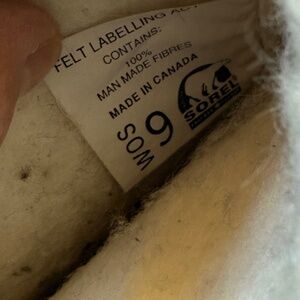 FELT LABELLING ACT
CONTAINS:
100%
MAN MADE FIBRES
MADE IN CANADA
SOREL
WOS 9